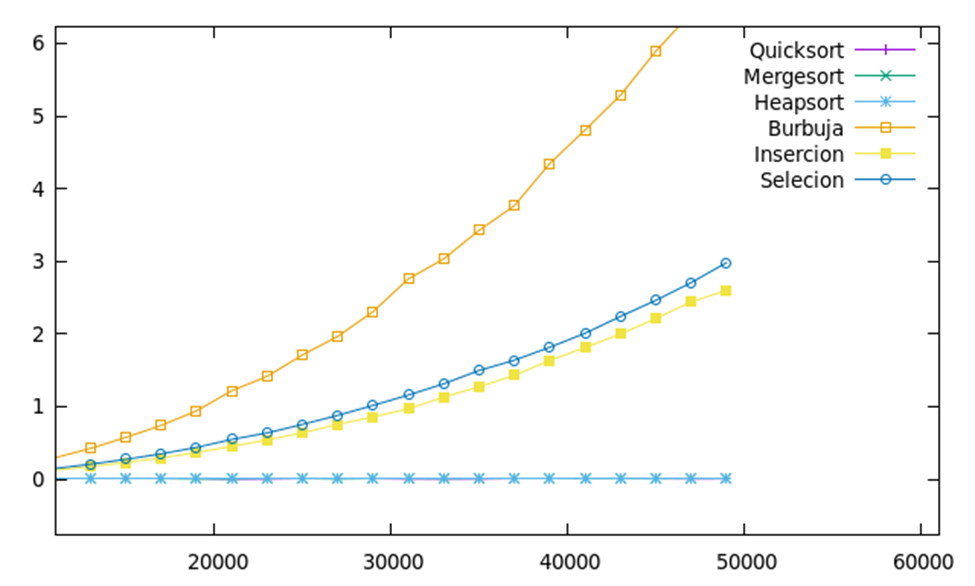 6
5
4
3
2
1
0
20000 30000 40000 50000 60000
Quicksort
Mergesort
Heapsort
Burbuja
Insercion
Selecion